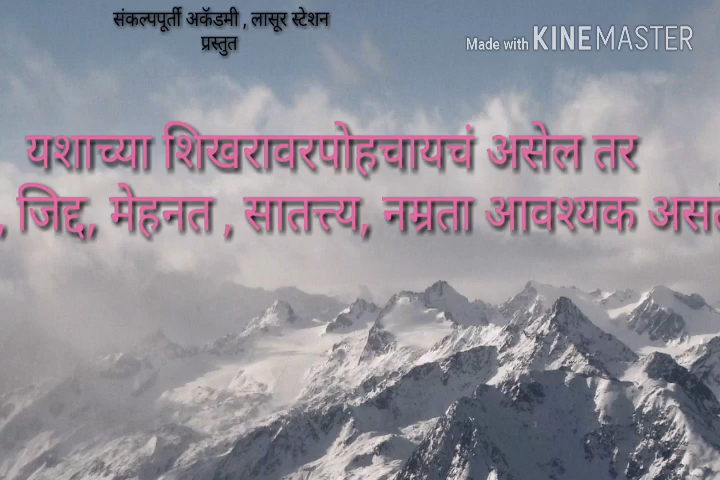 संकल्पपूर्ती अकॅडमी , लासूर स्टेशन
प्रस्तुत
Made with KINEMASTER
यशाच्या शिखरावरपोहचायचं असेल तर
, जिद्द, मेहनत , सातत्त्य, नम्रता आवश्यक